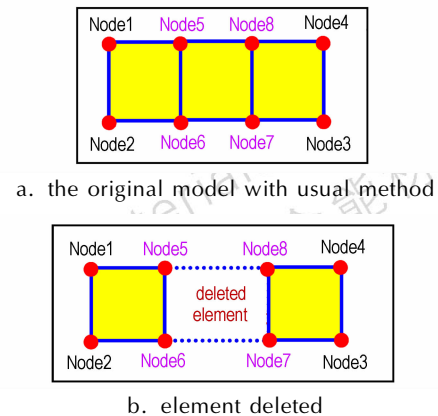 Node1 Node5 Node8 Node4
Node2 Node6 Node7 Node3
a. the original model with usual method
Node1 Node5 Node8 Node4
deleted
element
Node2 Node6 Node7 Node3
b. element deleted